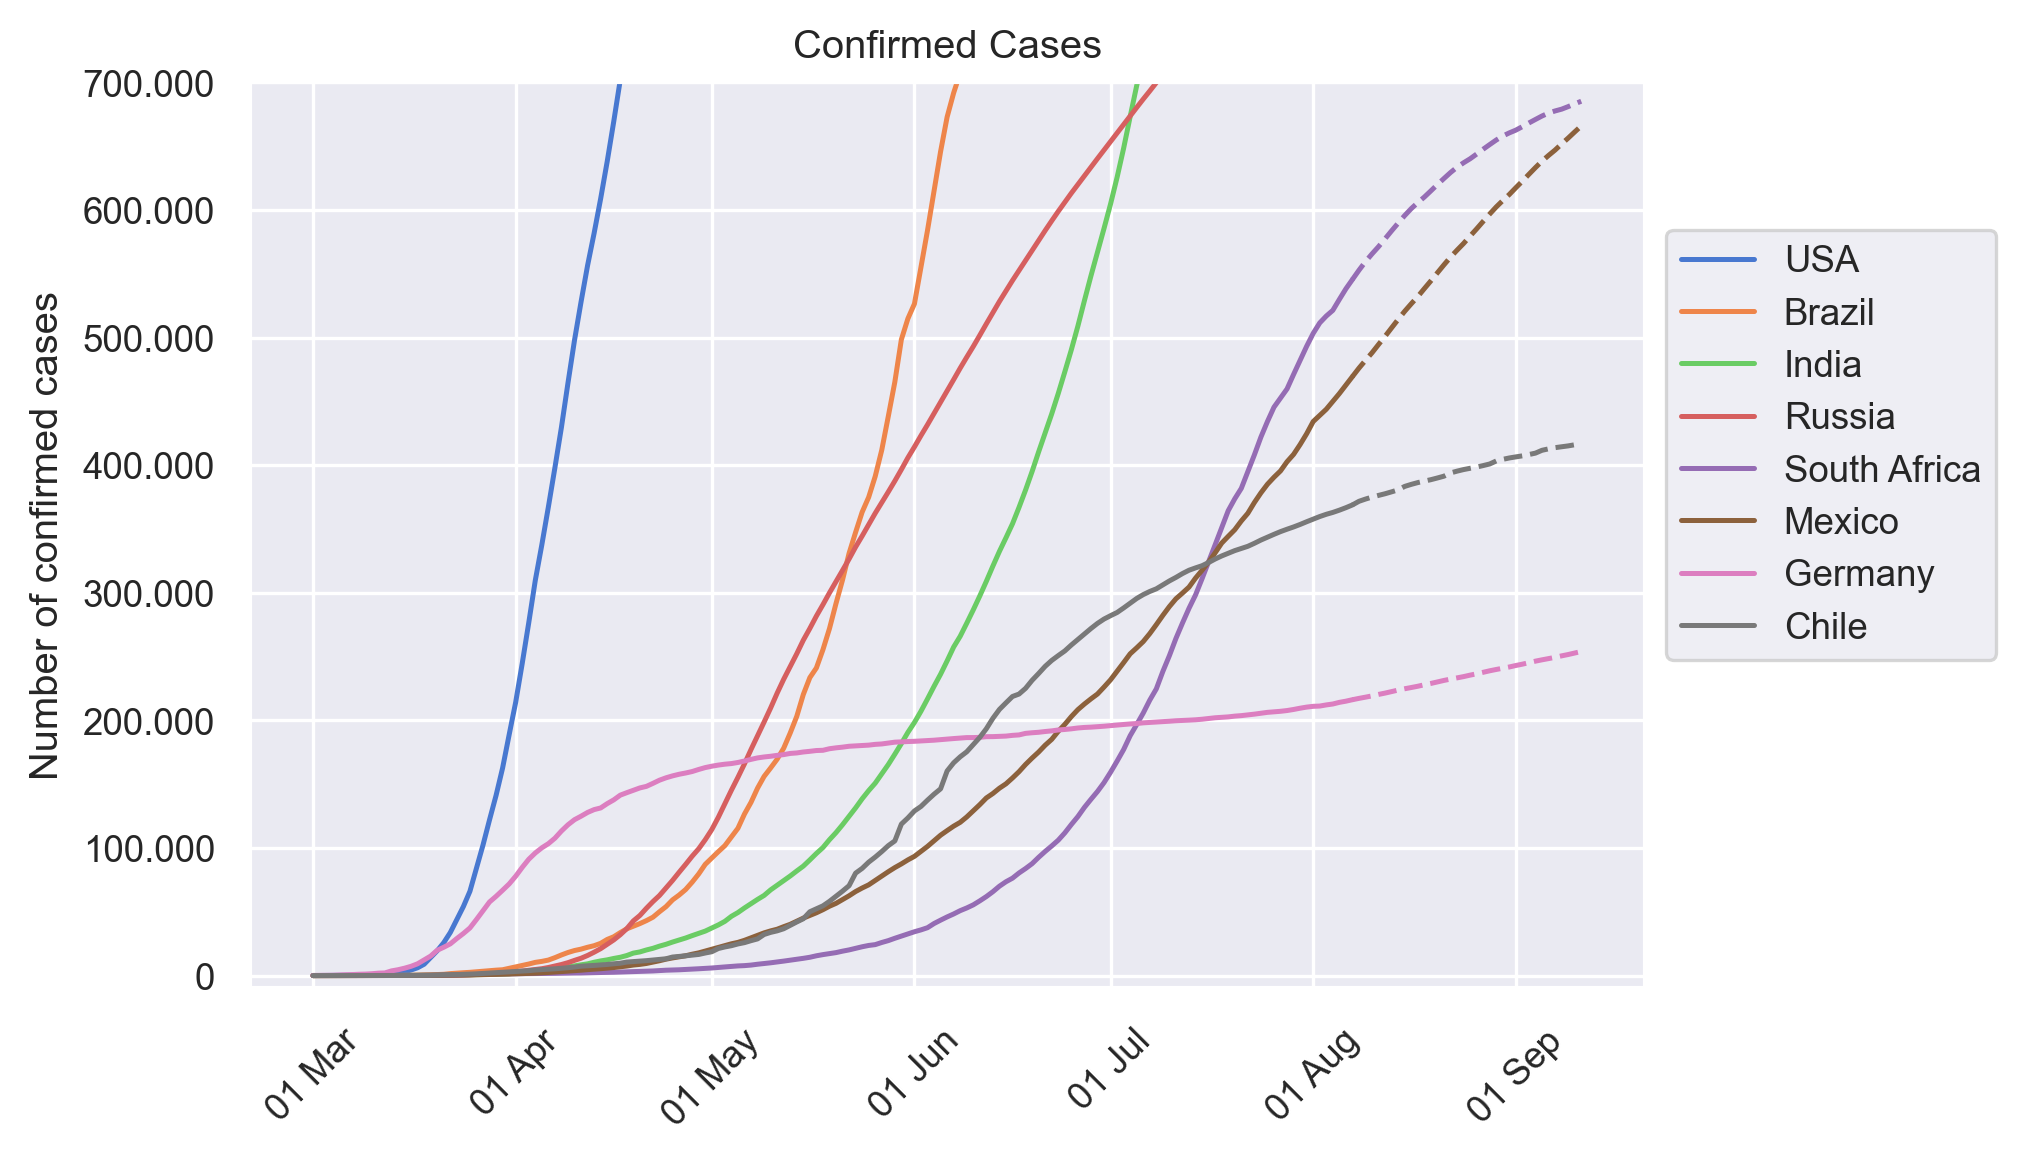 Confirmed Cases
Number of confirmed cases
700.000
600.000
500.000
400.000
300.000
200.000
100.000
0
01 Mar
01 Apr
01 May
01 Jun
01 Jul
01 Aug
01 Sep
USA
Brazil
India
Russia
South Africa
Mexico
Germany
Chile